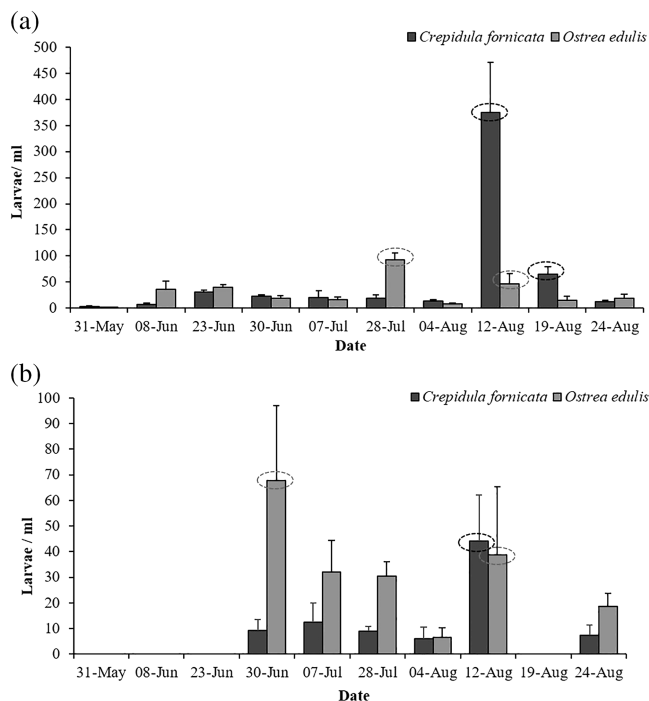 (a)
Crepidula fornicata Ostrea edulis
500
450
400
350
300
250
200
150
100
50
0
Larvae/ ml
31-May 08-Jun 23-Jun 30-Jun 07-Jul 28-Jul 04-Aug 12-Aug 19-Aug 24-Aug
Date
(b)
Crepidula fornicata Ostrea edulis
100
90
80
70
60
50
40
30
20
10
0
Larvae / ml
31-May 08-Jun 23-Jun 30-Jun 07-Jul 28-Jul 04-Aug 12-Aug 19-Aug 24-Aug
Date